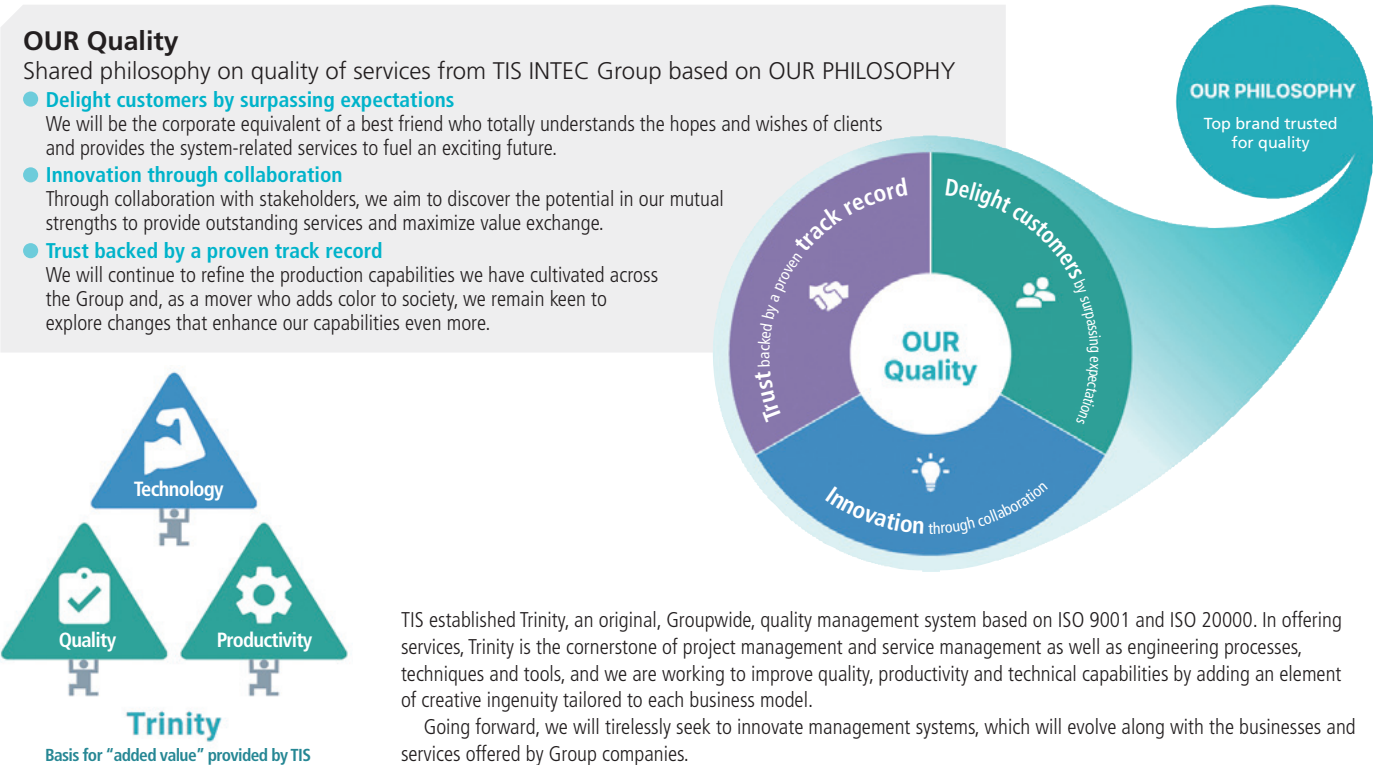 OUR Quality
Shared philosophy on quality of services from TIS INTEC Group based on OUR PHILOSOPHY
Delight customers by surpassing expectations
We will be the corporate equivalent of a best friend who totally understands the hopes and wishes of clients
and provides the system-related services to fuel an exciting future.
Innovation through collaboration
Through collaboration with stakeholders, we aim to discover the potential in our mutual
strengths to provide outstanding services and maximize value exchange.
Trust backed by a proven track record
We will continue to refine the production capabilities we have cultivated across
the Group and, as a mover who adds color to society, we remain keen to
explore changes that enhance our capabilities even more.
OUR PHILOSOPHY
Top brand trusted
for quality
Trust backed by a proven track record
Delight customers by surpassing expectations
OUR
Quality
Innovation through collaboration
Technology
Quality
Productivity
Trinity
Basis for “added value” provided by TIS
TIS established Trinity, an original, Groupwide, quality management system based on ISO 9001 and ISO 20000. In offering
services, Trinity is the cornerstone of project management and service management as well as engineering processes,
techniques and tools, and we are working to improve quality, productivity and technical capabilities by adding an element
of creative ingenuity tailored to each business model.
Going forward, we will tirelessly seek to innovate management systems, which will evolve along with the businesses and
services offered by Group companies.